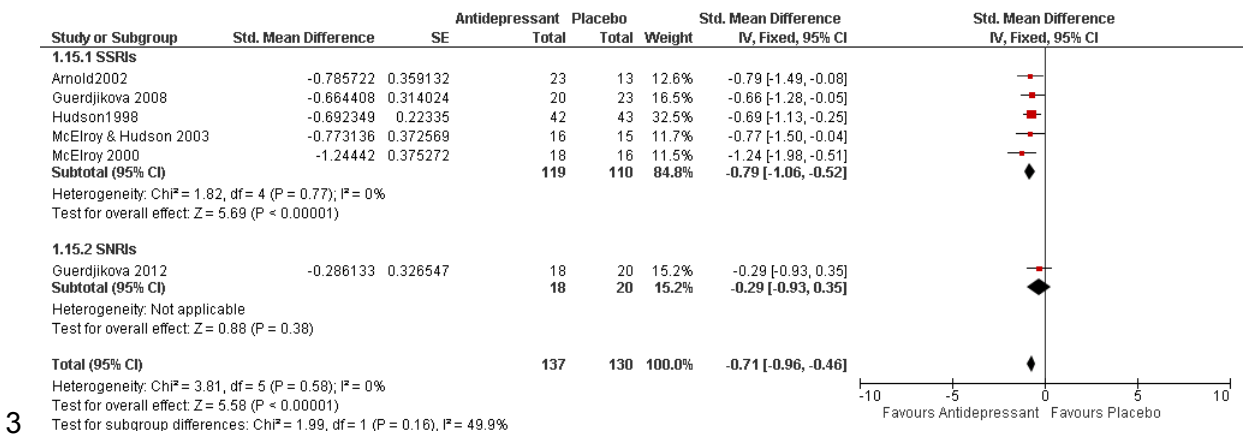 Antidepressant Placebo Std. Mean Difference Std. Mean Difference
Study or Subgroup Std. Mean Difference SE Total Total Weight IV, Fixed, 95% CI IV, Fixed, 95% CI
1.15.1 SSRIs
Arnold2002 -0.785722 0.359132 23 13 12.6% -0.79 [-1.49, -0.08]
Guerdjikova 2008 -0.664408 0.314024 20 23 16.5% -0.66 [-1.28, -0.05]
Hudson1998 -0.692349 0.22335 42 43 32.5% -0.69 [-1.13, -0.25]
McElroy & Hudson 2003 -0.773136 0.372569 16 15 11.7% -0.77 [-1.50, -0.04]
McElroy 2000 -1.24442 0.375272 18 16 11.5% -1.24 [-1.98, -0.51]
Subtotal (95% CI) 119 110 84.8% -0.79 [-1.06, -0.52]
Heterogeneity: Chi² = 1.82, df = 4 (P = 0.77); I² = 0%
Test for overall effect: Z = 5.69 (P < 0.00001)
1.15.2 SNRIs
Guerdjikova 2012 -0.286133 0.326547 18 20 15.2% -0.29 [-0.93, 0.35]
Subtotal (95% CI) 18 20 15.2% -0.29 [-0.93, 0.35]
Heterogeneity: Not applicable
Test for overall effect: Z = 0.88 (P = 0.38)
Total (95% CI) 137 130 100.0% -0.71 [-0.96, -0.46]
Heterogeneity: Chi² = 3.81, df = 5 (P = 0.58); I² = 0%
Test for overall effect: Z = 5.58 (P < 0.00001)
Test for subgroup differences: Chi² = 1.99, df = 1 (P = 0.16), I² = 49.9%
-10 -5 0 5 10
Favours Antidepressant Favours Placebo
3